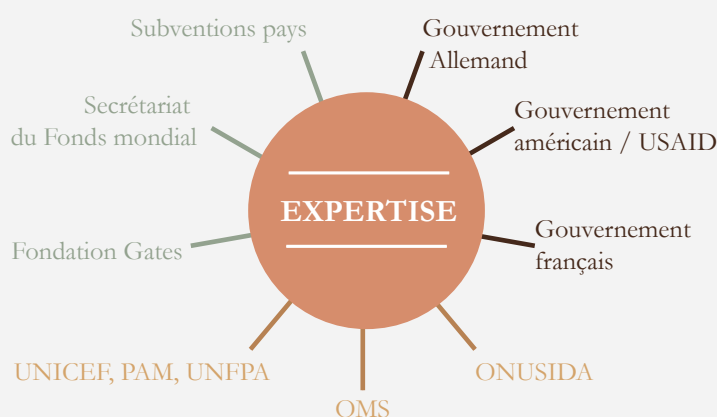 Subventions pays
Gouvernement
Allemand
Secrétariat
du Fonds mondial
Gouvernement
américain / USAID
EXPERTISE
Fondation Gates
Gouvernement
français
UNICEF, PAM, UNFPA
ONUSIDA
OMS